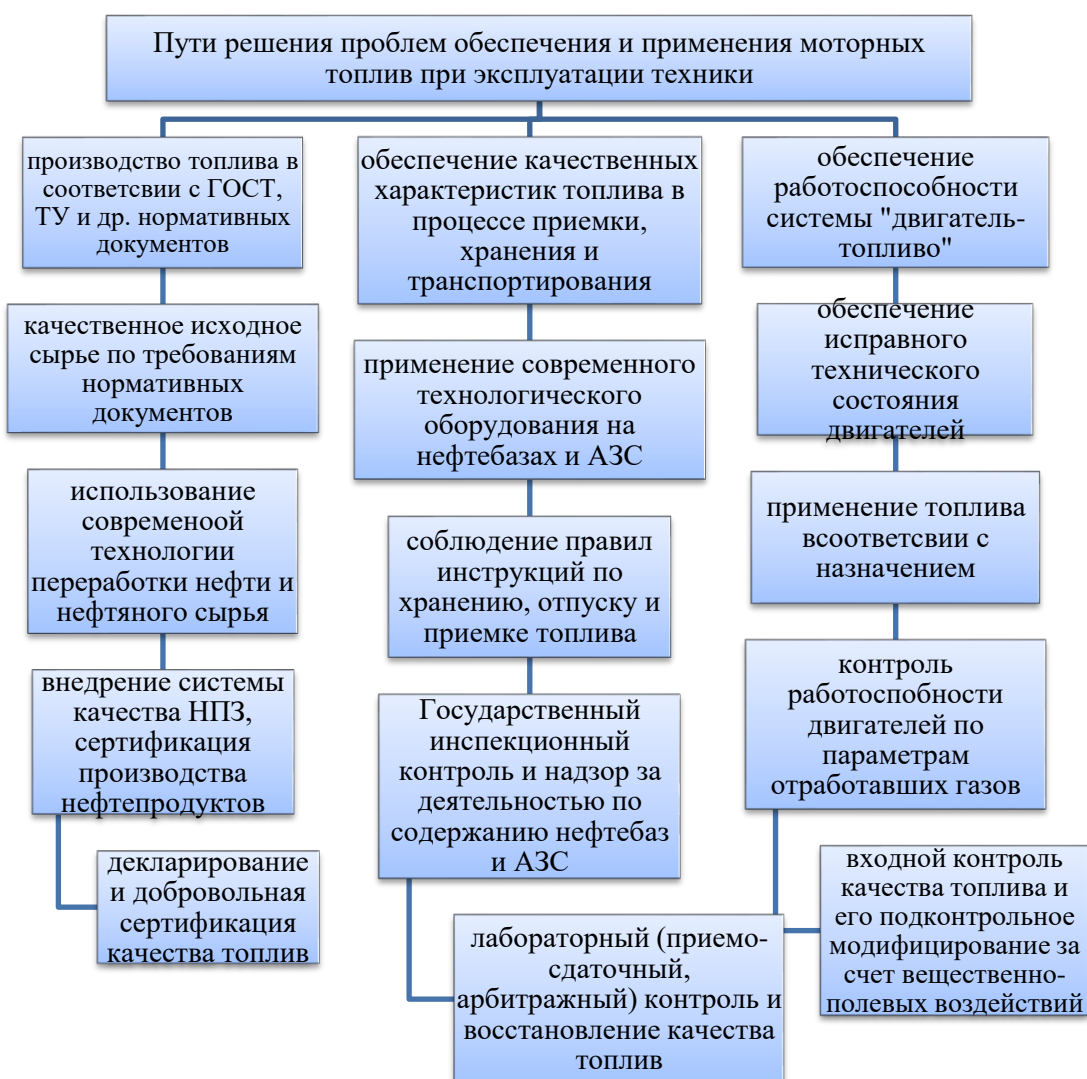 Пути решения проблем обеспечения и применения моторных
топлив при эксплуатации техники
производство топлива в
соответсвии с ГОСТ,
ТУ и др. нормативных
документов
качественное исходное
сырье по требованиям
нормативных
документов
использование
современоой
технологии
переработки нефти и
нефтяного сырья
внедрение системы
качества НПЗ,
сертификация
производства
нефтепродуктов
декларирование
и добровольная
сертификация
качества топлив
обеспечение качественных
характеристик топлива в
процессе приемки,
хранения и
транспортирования
применение современного
технологического
оборудования на
нефтебазах и АЗС
соблюдение правил
инструкций по
хранению, отпуску и
приемке топлива
Государственный
инспекционный
контроль и надзор за
деятельностью по
содержанию нефтебаз
и АЗС
лабораторный (приемо-
сдаточный,
арбитражный) контроль и
восстановление качества
топлив
обеспечение
работоспособности
системы "двигатель-
топливо"
обеспечение
исправного
технического
состояния
двигателей
применение топлива
всоответсвии с
назначением
контроль
работоспбности
двигателей по
параметрам
отработавших газов
входной контроль
качества топлива и
его подконтрольное
модифицирование за
счет вещественно-
полевых воздействий